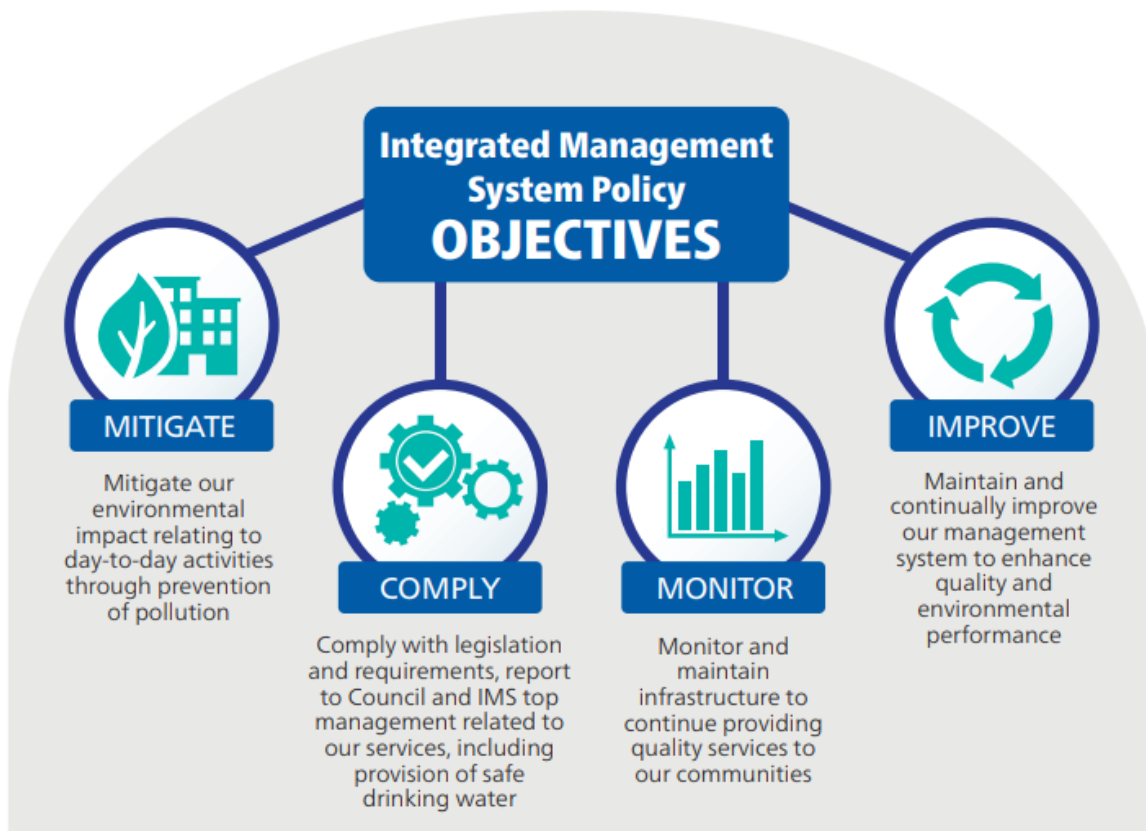 Integrated Management
System Policy
OBJECTIVES
MITIGATE
Mitigate our
environmental
impact relating to
day-to-day activities
through prevention
of pollution
COMPLY
Comply with legislation
and requirements, report
to Council and IMS top
management related to
our services, including
provision of safe
drinking water
MONITOR
Monitor and
maintain
infrastructure to
continue providing
quality services to
our communities
IMPROVE
Maintain and
continually improve
our management
system to enhance
quality and
environmental
performance